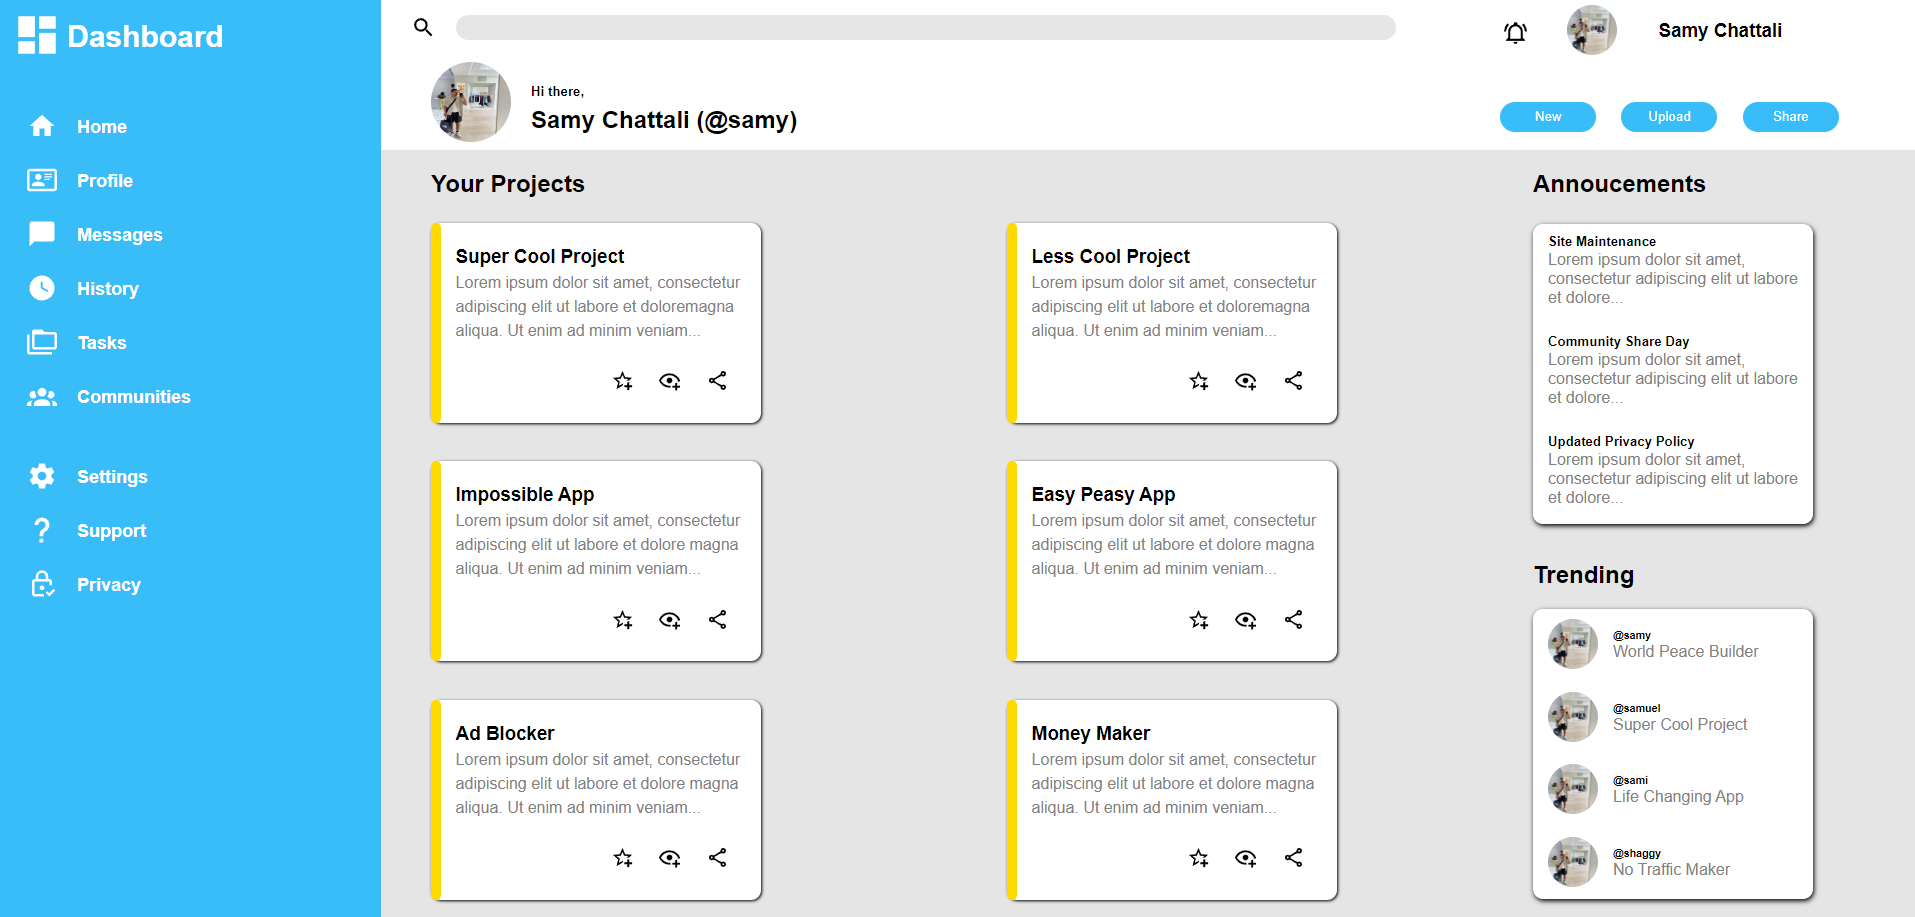 Dashboard
Home
Profile
Messages
History
Tasks
Communities
Settings
Support
Privacy
Samy Chattali
Hi there,
Samy Chattali (@samy)
New
Upload
Share
Your Projects
Super Cool Project
Lorem ipsum dolor sit amet, consectetur
adipiscing elit ut labore et doloremagna
aliqua. Ut enim ad minim veniam...
Less Cool Project
Lorem ipsum dolor sit amet, consectetur
adipiscing elit ut labore et doloremagna
aliqua. Ut enim ad minim veniam...
Impossible App
Lorem ipsum dolor sit amet, consectetur
adipiscing elit ut labore et dolore magna
aliqua. Ut enim ad minim veniam...
Easy Peasy App
Lorem ipsum dolor sit amet, consectetur
adipiscing elit ut labore et dolore magna
aliqua. Ut enim ad minim veniam...
Ad Blocker
Lorem ipsum dolor sit amet, consectetur
adipiscing elit ut labore et dolore magna
aliqua. Ut enim ad minim veniam...
Money Maker
Lorem ipsum dolor sit amet, consectetur
adipiscing elit ut labore et dolore magna
aliqua. Ut enim ad minim veniam...
Annoucements
Site Maintenance
Lorem ipsum dolor sit amet,
consectetur adipiscing elit ut labore
et dolore...
Community Share Day
Lorem ipsum dolor sit amet,
consectetur adipiscing elit ut labore
et dolore...
Updated Privacy Policy
Lorem ipsum dolor sit amet,
consectetur adipiscing elit ut labore
et dolore...
Trending
@samy
World Peace Builder
@samuel
Super Cool Project
@sami
Life Changing App
@shaggy
No Traffic Maker